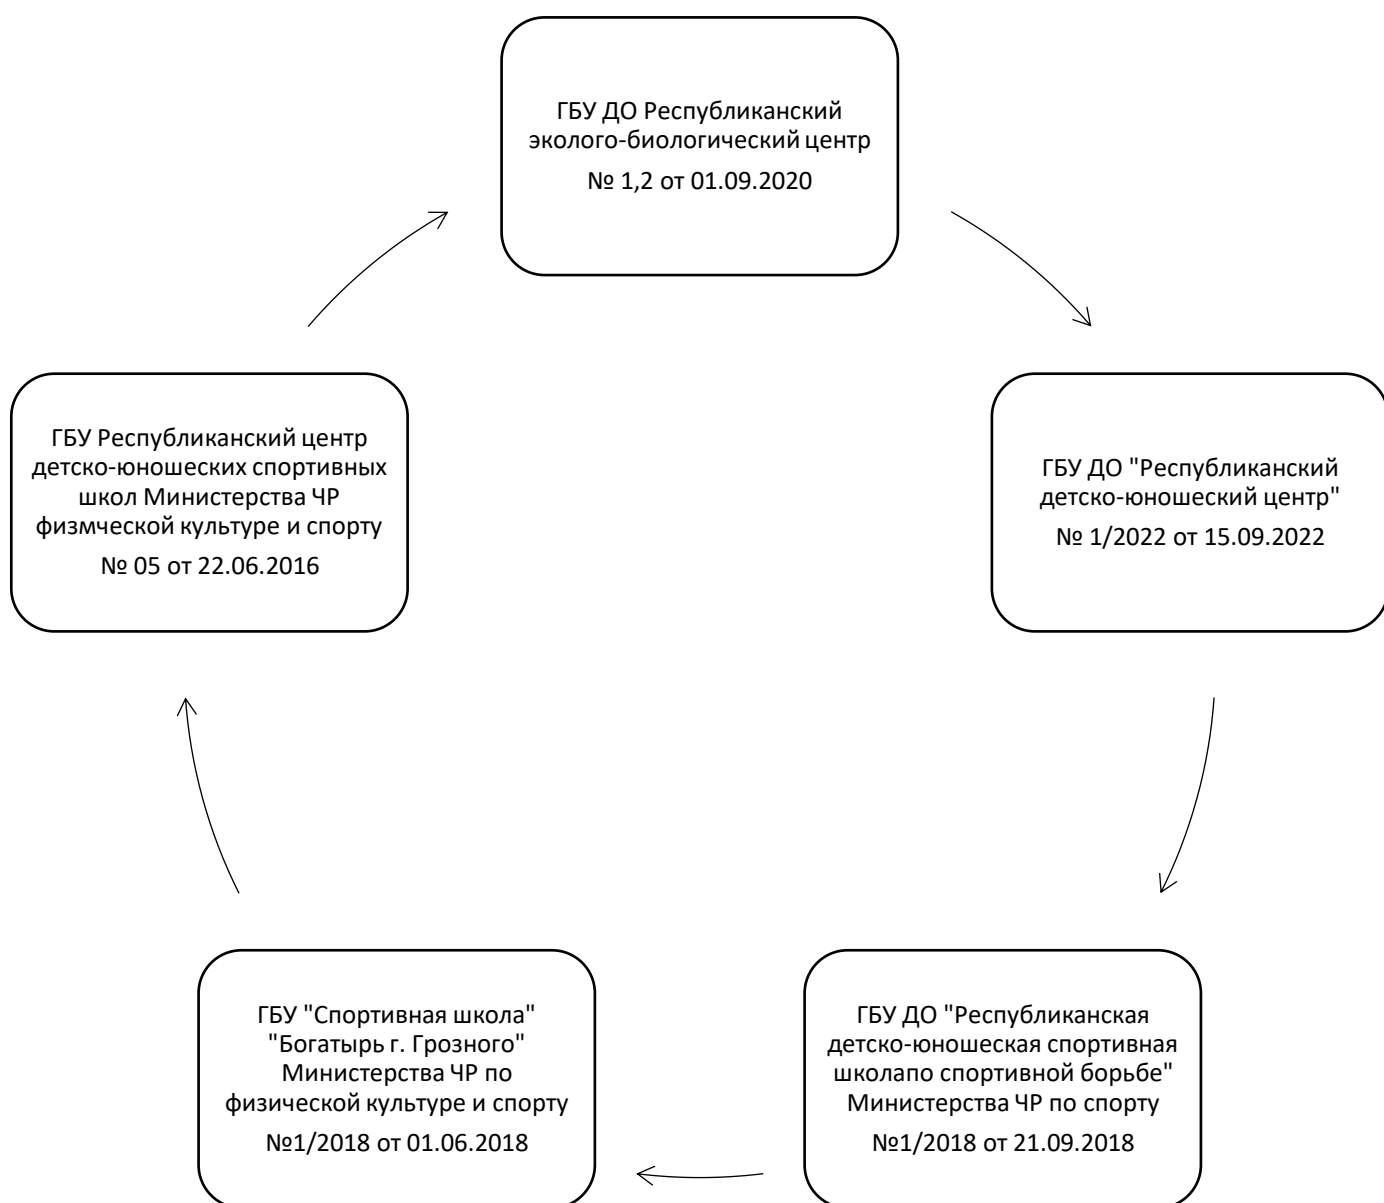 ГБУ ДО Республиканский
эколого-биологический центр
№ 1,2 от 01.09.2020
ГБУ ДО "Республиканский
детско-юношеский центр"
№ 1/2022 от 15.09.2022
ГБУ ДО "Республиканская
детско-юношеская спортивная
школапо спортивной борьбе"
Министерства ЧР по спорту
№1/2018 от 21.09.2018
ГБУ "Спортивная школа"
"Богатырь г. Грозного"
Министерства ЧР по
физической культуре и спорту
№1/2018 от 01.06.2018
ГБУ Республиканский центр
детско-юношеских спортивных
школ Министерства ЧР
физмческой культуре и спорту
№ 05 от 22.06.2016